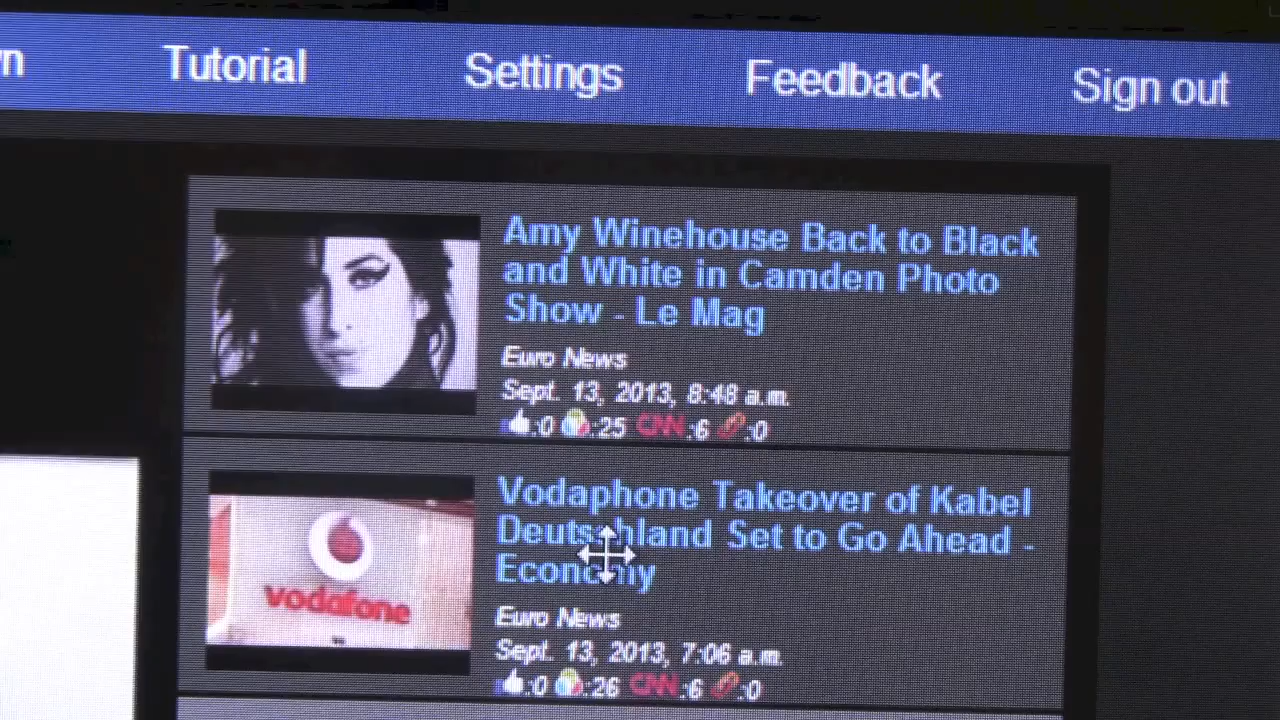 n Tutorial Settings Feedback Sign out
Amy Winehouse Back to Black
and White in Camden Photo
Show - Le Mag
Euro News
Sept. 13, 2013, 8:48 a.m.
:0 :25 CNN :6 :0
Vodaphone Takeover of Kabel
Deutschland Set to Go Ahead -
Economy
Euro News
Sept. 13, 2013, 7:06 a.m.
:0 :26 CNN :6 :0
vodafone